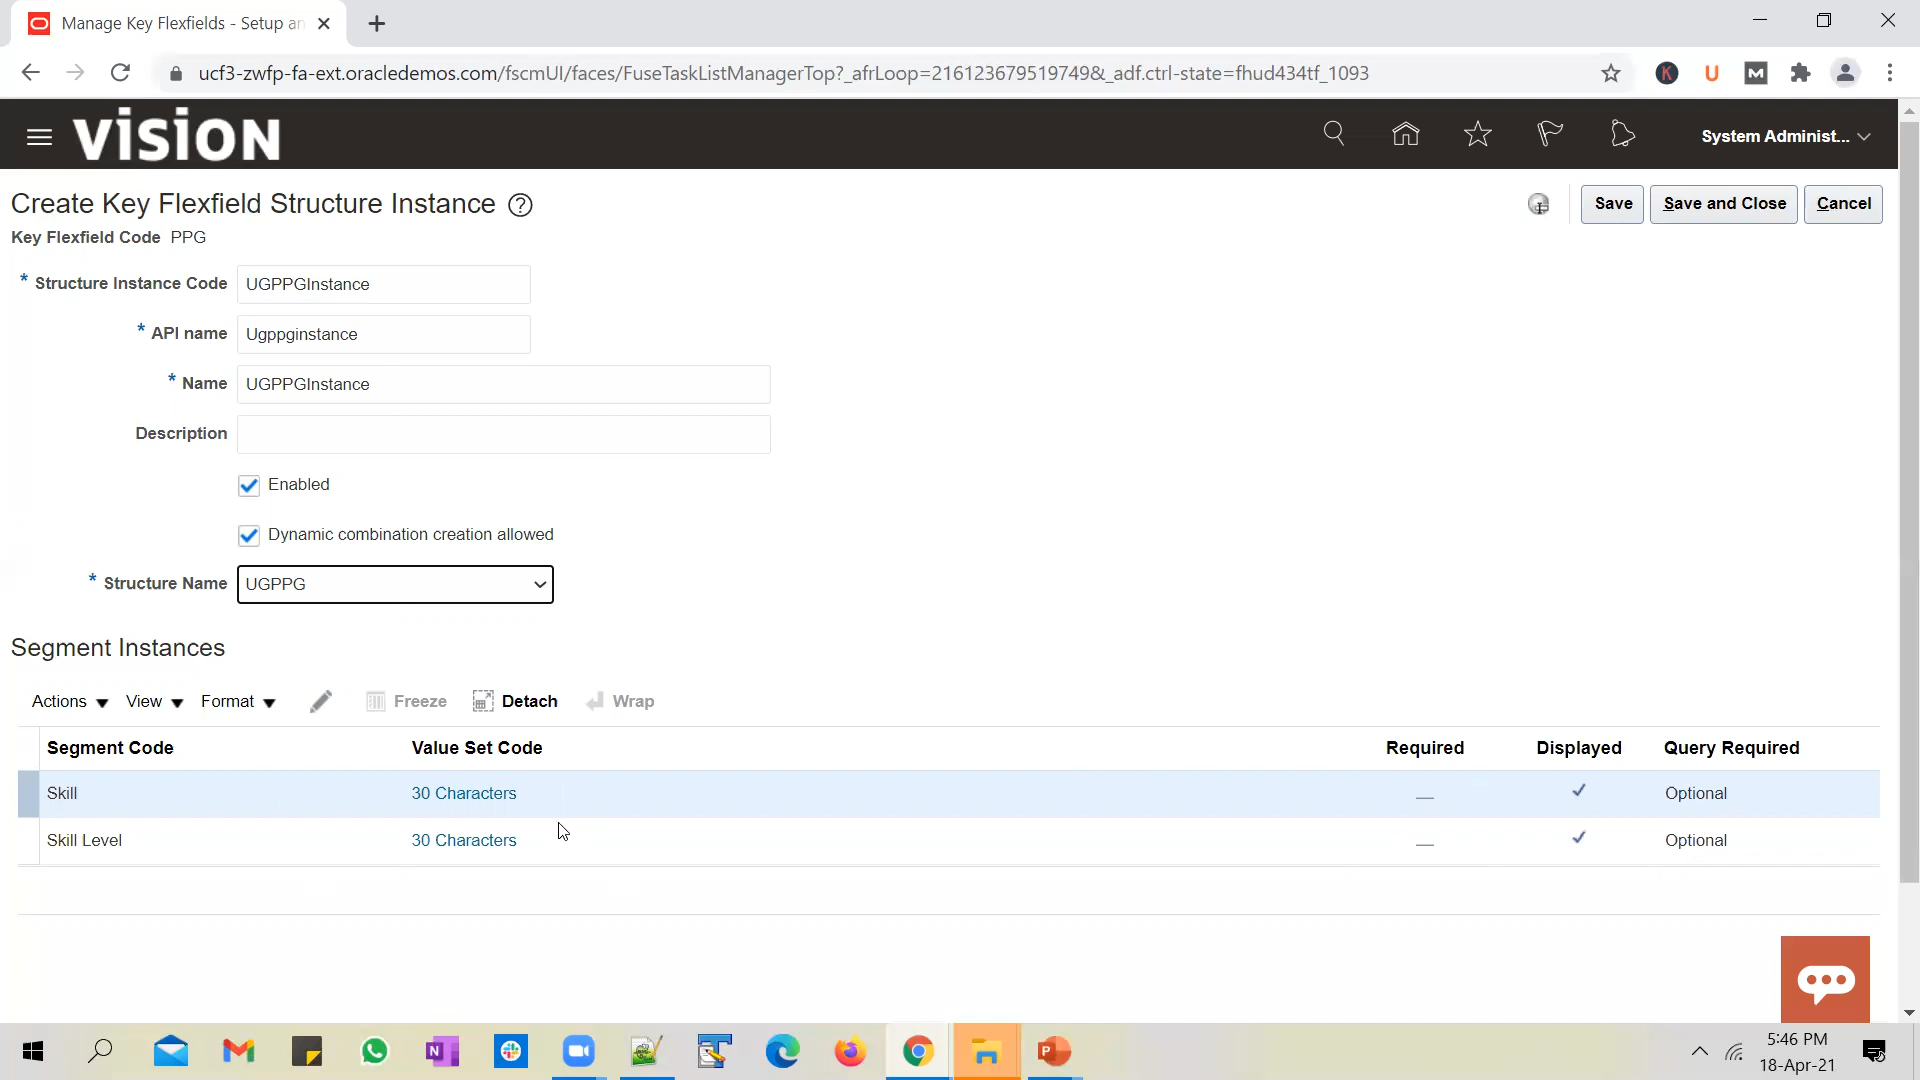 Manage Key Flexfields - Setup an
ucf3-zwfp-fa-ext.oracledemos.com/fscmUI/faces/FuseTaskListManagerTop?_afrLoop=216123679519749&_adf.ctrl-state=fhud434tf_1093
K U M
VISION
System Administ...
Create Key Flexfield Structure Instance ?
Save
Save and Close
Cancel
Key Flexfield Code PPG
* Structure Instance Code UGPPGInstance
* API name Ugppginstance
* Name UGPPGInstance
Description
Enabled
Dynamic combination creation allowed
* Structure Name UGPPG
Segment Instances
Actions View Format Freeze Detach Wrap
Segment Code Value Set Code Required Displayed Query Required
Skill 30 Characters Optional
Skill Level 30 Characters Optional
N
P
5:46 PM
18-Apr-21